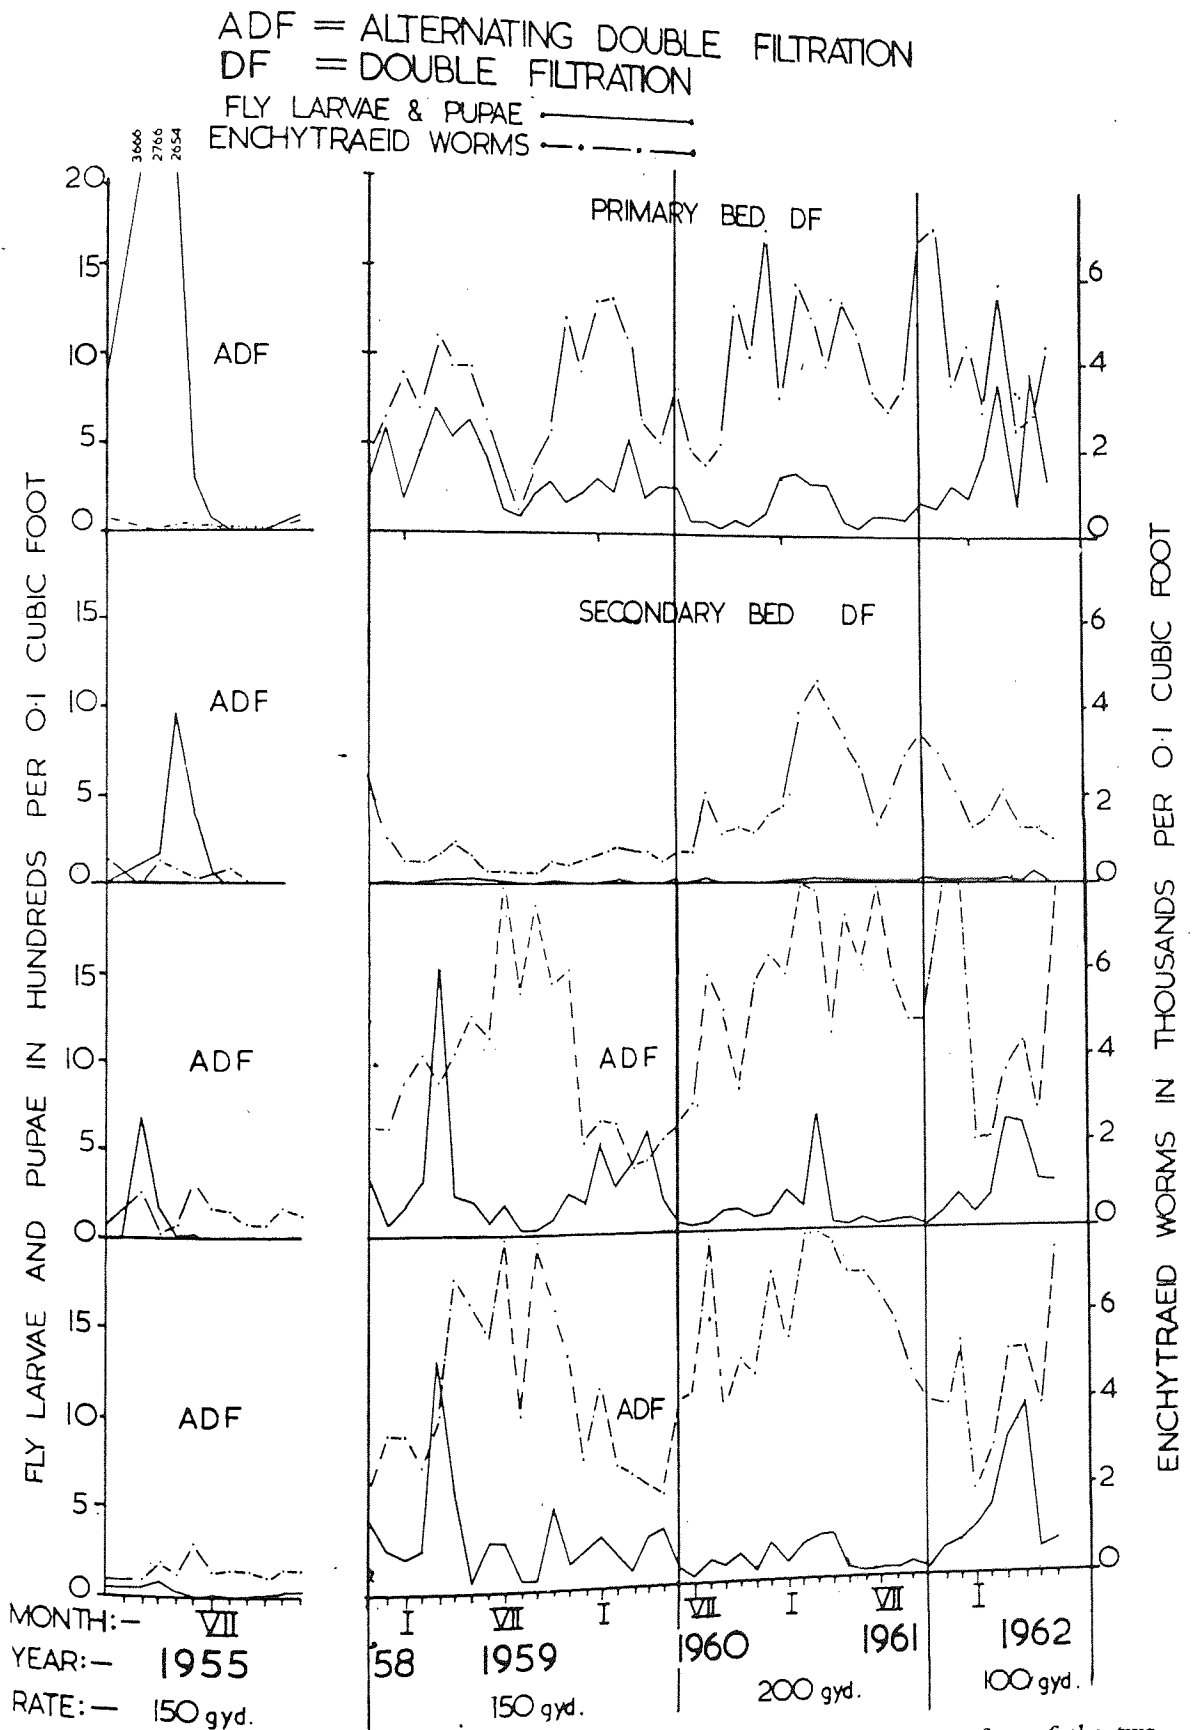 ADF = ALTERNATING DOUBLE FILTRATION
DF = DOUBLE FILTRATION
FLY LARVAE & PUPAE
ENCHYTRAEID WORMS
3666
2766
2654
20
15
10
5
0
ADF
PRIMARY BED DF
6
4
2
0
15
10
5
0
ADF
SECONDARY BED DF
6
4
2
0
15
10
5
0
ADF
ADF
6
4
2
0
15
10
5
0
ADF
ADF
6
4
2
0
FLY LARVAE AND PUPAE IN HUNDREDS PER 0·1 CUBIC FOOT
ENCHYTRAEID WORMS IN THOUSANDS PER 0·1 CUBIC FOOT
MONTH:— VII I VII I VII I VII I
YEAR:— 1955 58 1959 1960 1961 1962
RATE:— 150 gyd. 150 gyd. 200 gyd. 100 gyd.